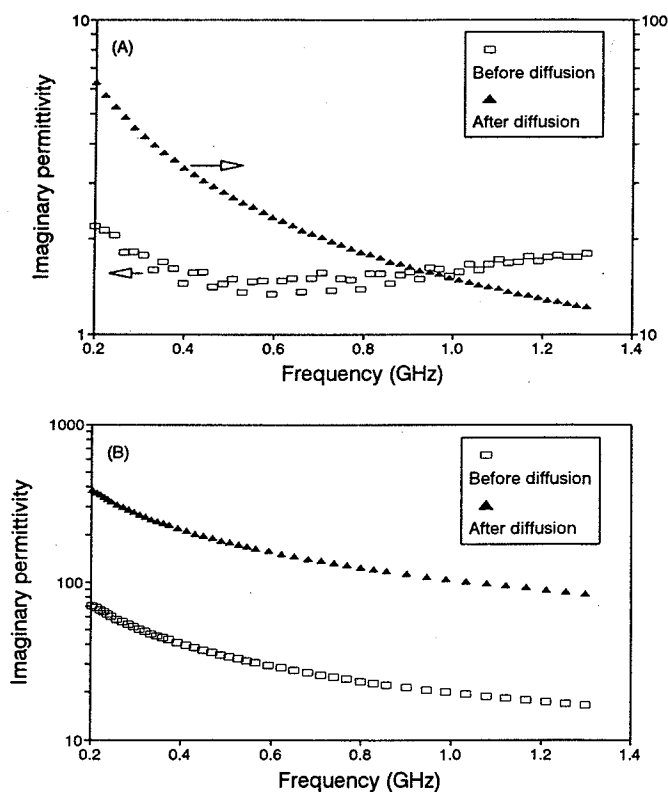 10
100
(A)
Before diffusion
After diffusion
Imaginary permittivity
1
10
0.2
0.4
0.6
0.8
1.0
1.2
1.4
Frequency (GHz)
1000
(B)
Before diffusion
After diffusion
Imaginary permittivity
100
10
0.2
0.4
0.6
0.8
1.0
1.2
1.4
Frequency (GHz)